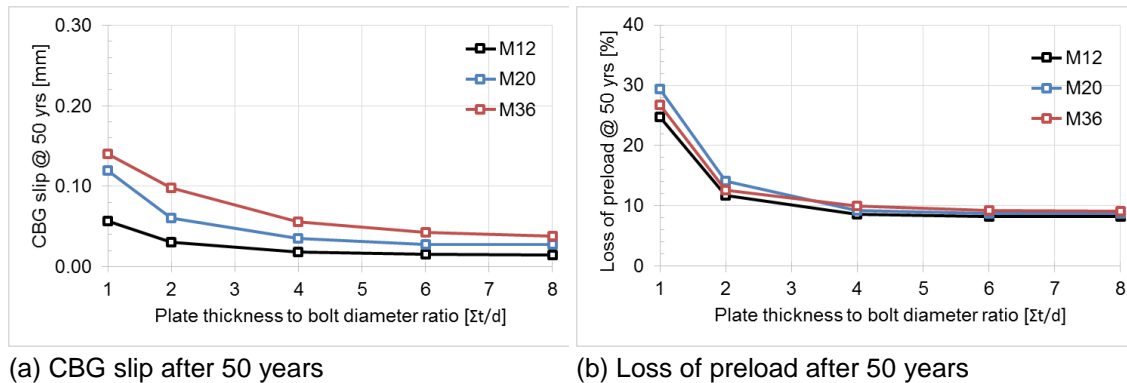 0.30
0.20
0.10
0.00
CBG slip @ 50 yrs [mm]
M12
M20
M36
1 2 3 4 5 6 7 8
Plate thickness to bolt diameter ratio [Σt/d]
(a) CBG slip after 50 years
40
30
20
10
0
Loss of preload @ 50 yrs [%]
M12
M20
M36
1 2 3 4 5 6 7 8
Plate thickness to bolt diameter ratio [Σt/d]
(b) Loss of preload after 50 years